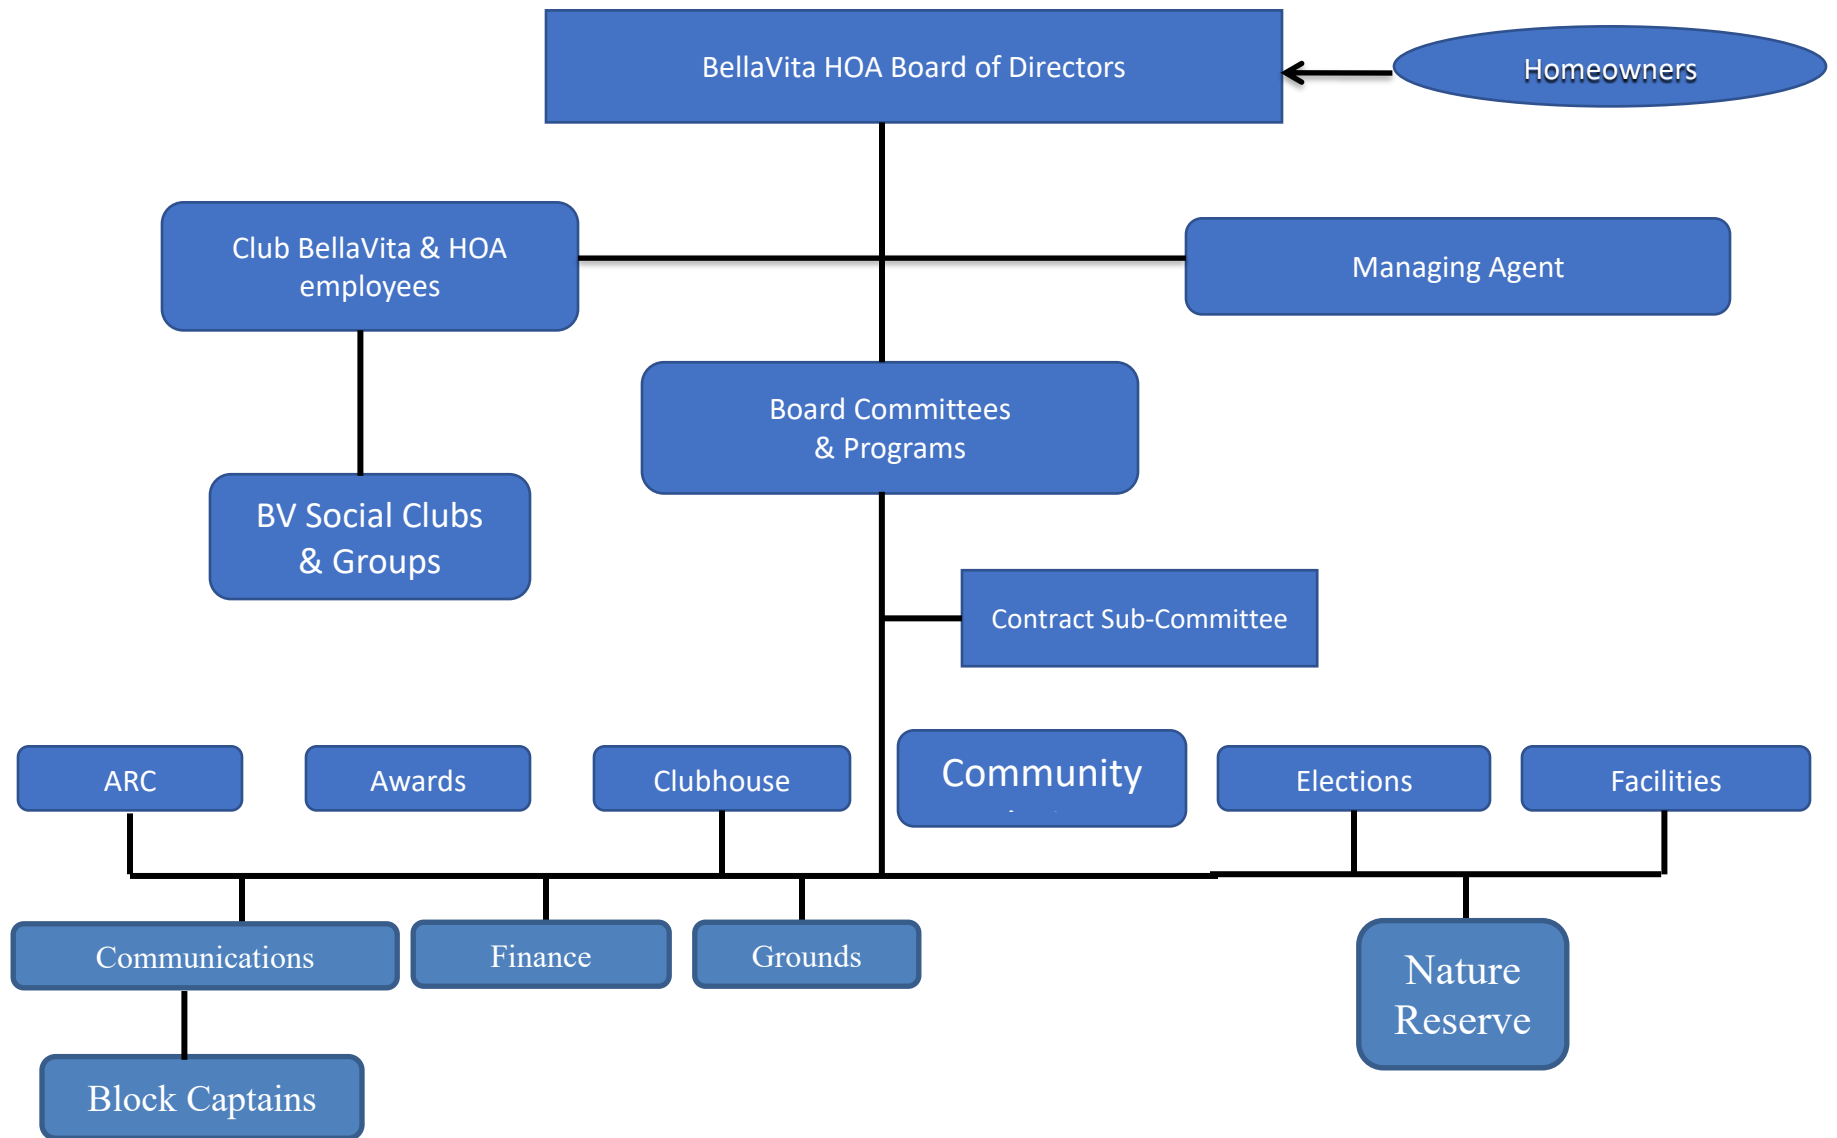 BellaVita HOA Board of Directors
Homeowners
Club BellaVita & HOA
employees
Managing Agent
Board Committees
& Programs
BV Social Clubs
& Groups
Contract Sub-Committee
ARC
Awards
Clubhouse
Community
Elections
Facilities
Communications
Finance
Grounds
Nature
Reserve
Block Captains